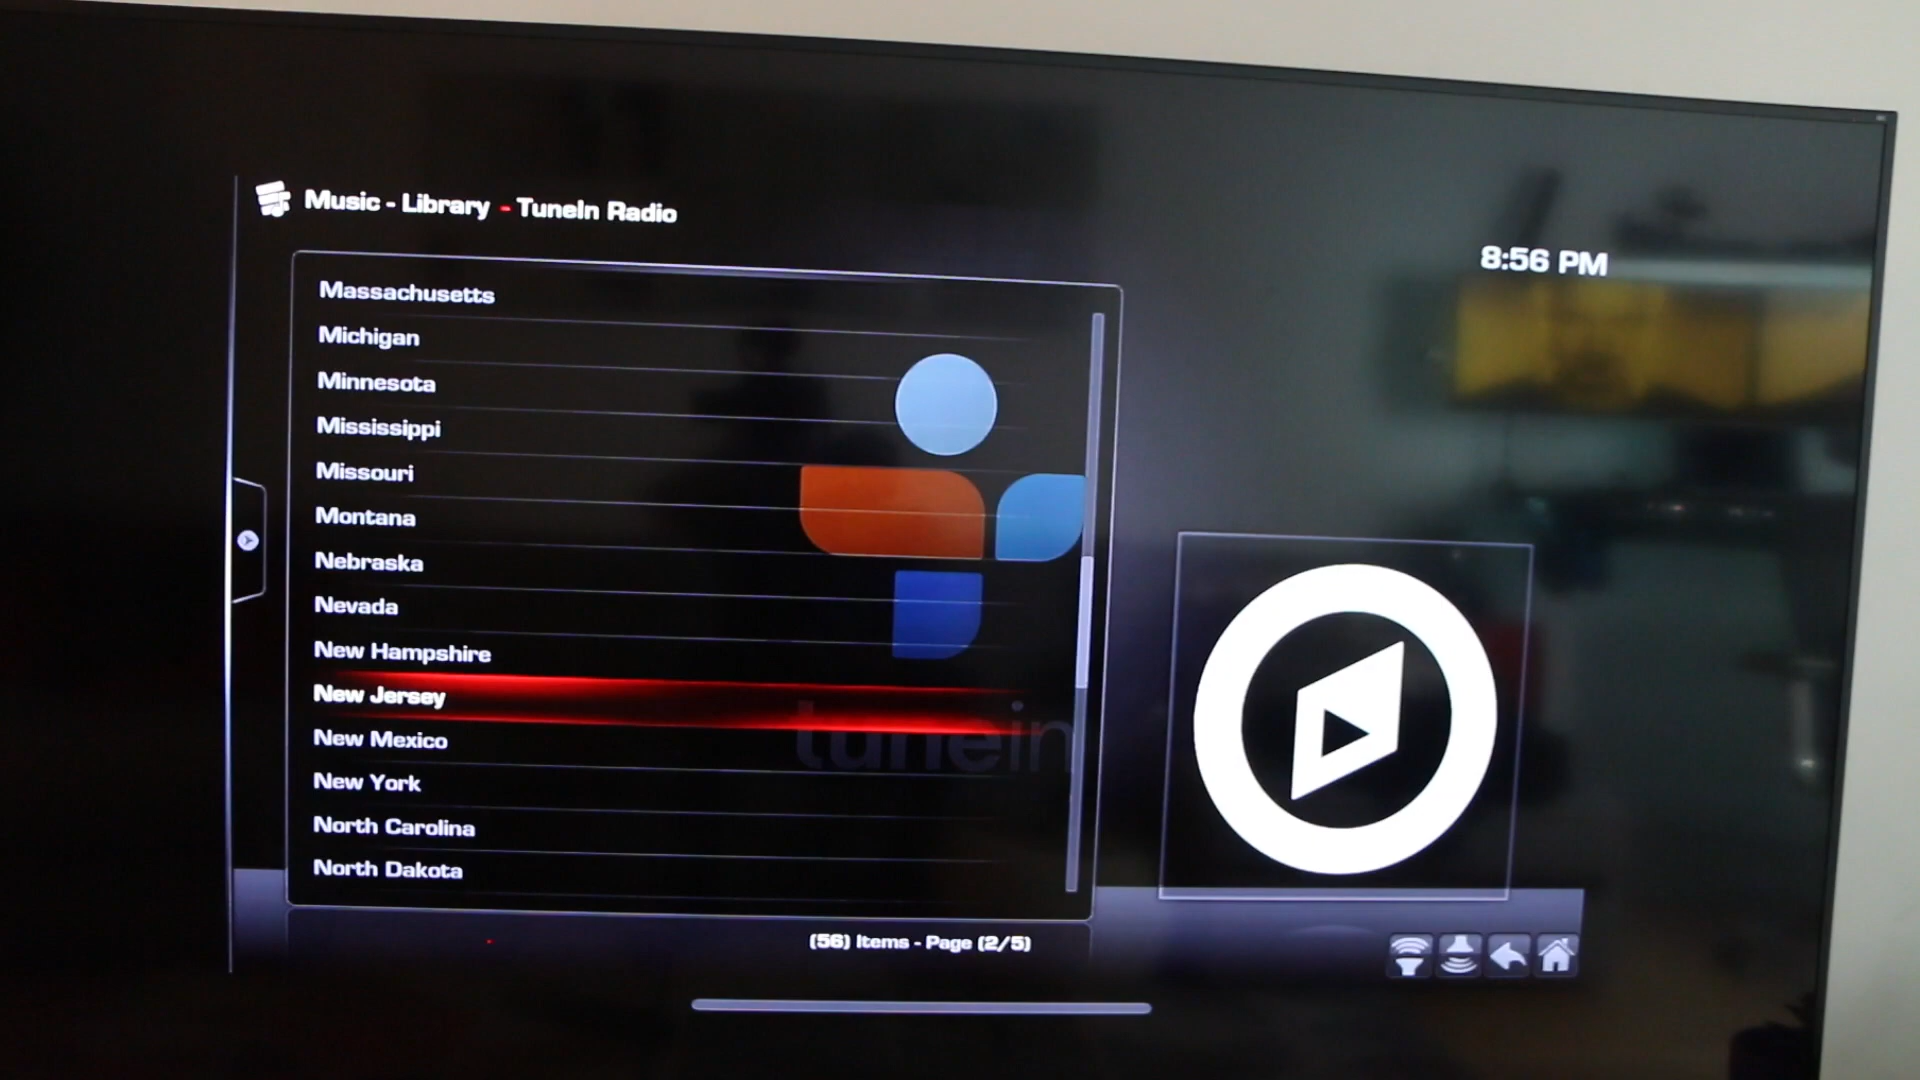 Music - Library - TuneIn Radio
8:56 PM
Massachusetts
Michigan
Minnesota
Mississippi
Missouri
Montana
Nebraska
Nevada
New Hampshire
New Jersey
New Mexico
New York
North Carolina
North Dakota
tunein
(56) Items - Page (2/5)